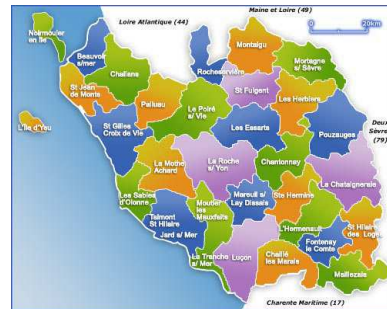 Maine et Loire (49)
Loire Atlantique (44)
0
20km
Noirmoutier
en Ile
Beauvoir
s/mer
Challans
Rocheservière
Montaigu
Mortagne
s/ Sèvre
St Jean
de Monts
Palluau
Le Poiré
s/ Vie
St Fulgent
Les Herbiers
L'Ile d'Yeu
St Gilles
Croix de Vie
Les Essarts
Pouzauges
Deux
Sèvre
(79)
La Mothe
Achard
La Roche
s/ Yon
Chantonnay
La Chataigneraie
Les Sables
d'Olonne
Moutier
les
Mauxfaits
Mareuil s/
Lay Dissais
Ste Hermine
Talmont
St Hilaire
L'Hermenault
St Hilaire
des Loges
Jard s/ Mer
Fontenay
le Comte
La Tranche
s/ Mer
Luçon
Chaillé
les Marais
Maillezais
Charente Maritime (17)